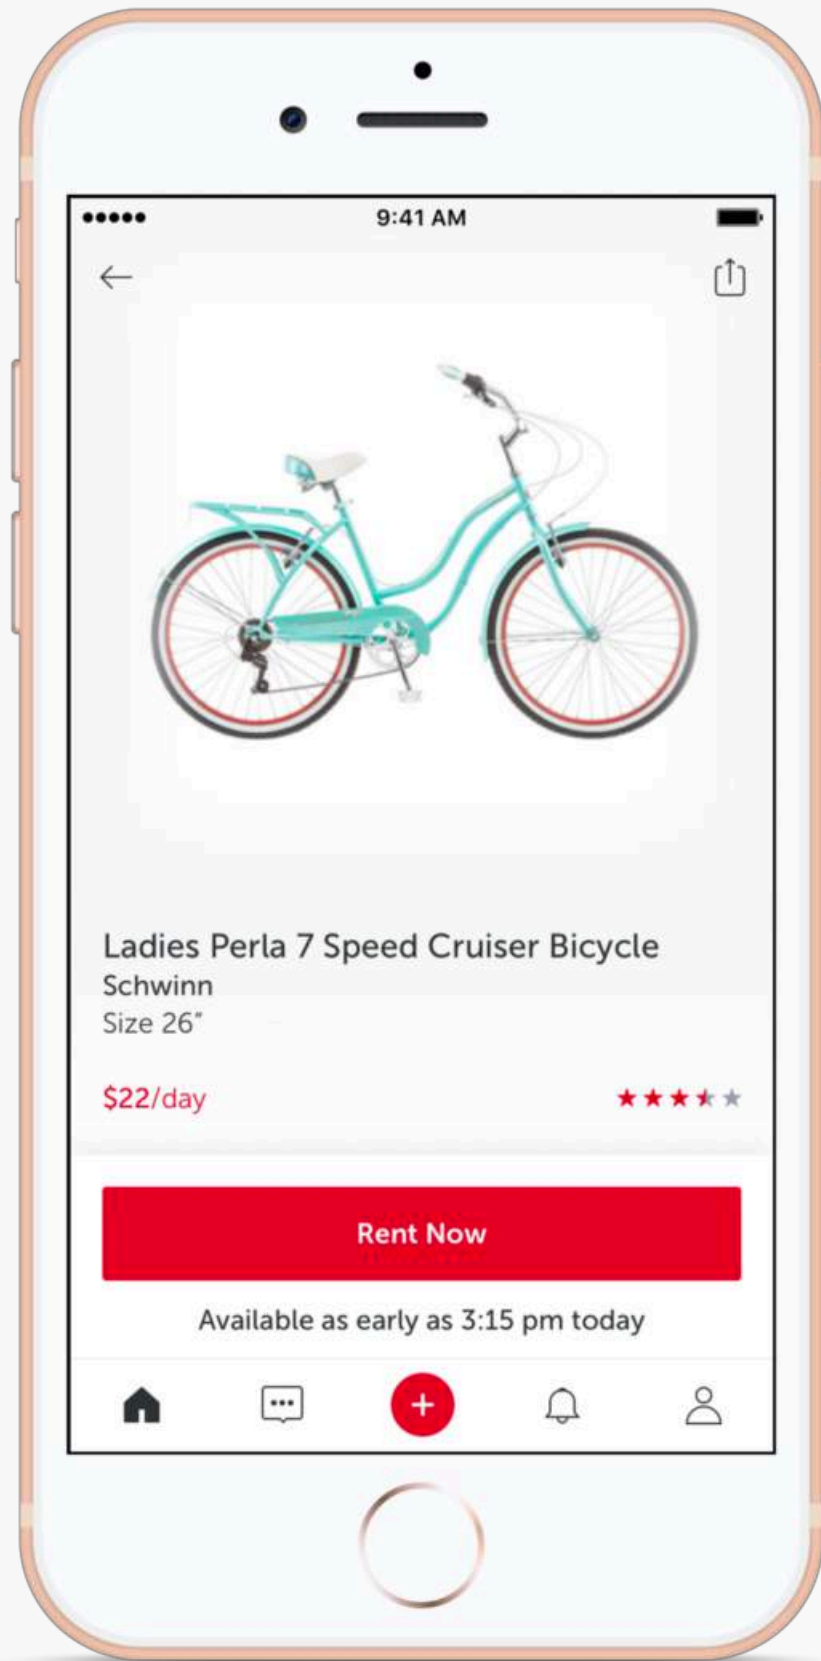 9:41 AM
Ladies Perla 7 Speed Cruiser Bicycle
Schwinn
Size 26"
$22/day
Rent Now
Available as early as 3:15 pm today